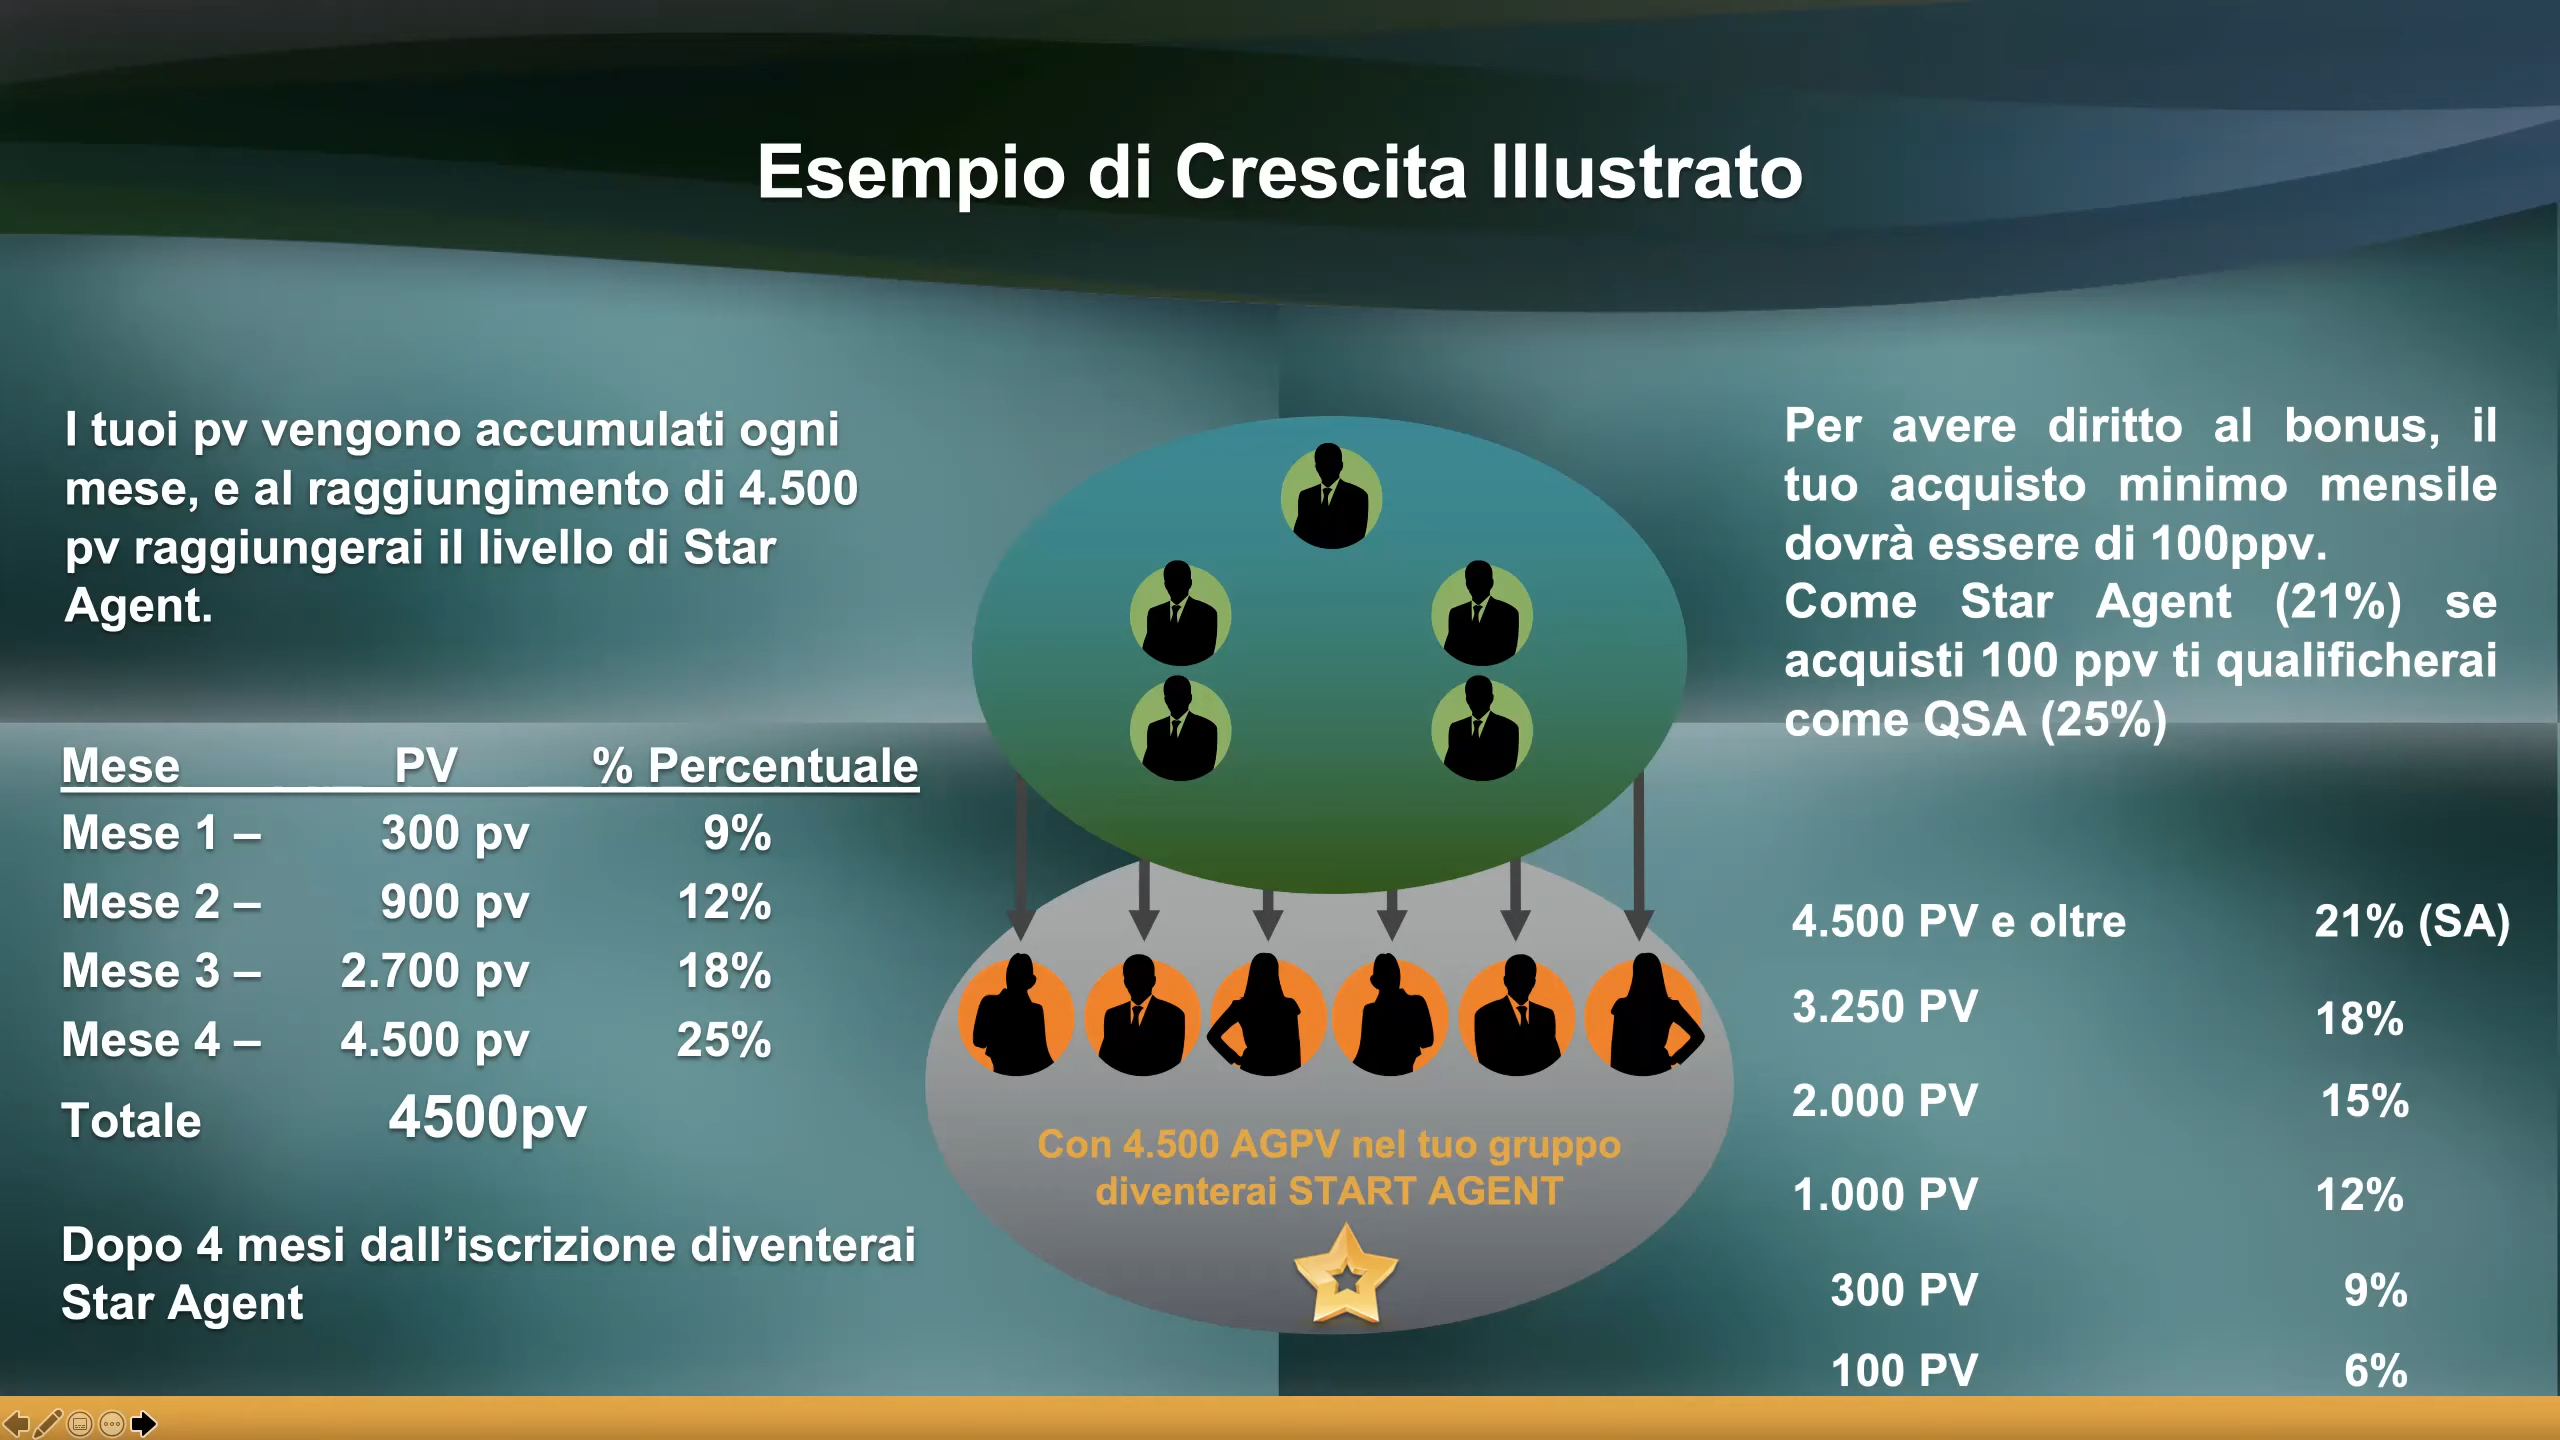 Esempio di Crescita Illustrato
I tuoi pv vengono accumulati ogni
mese, e al raggiungimento di 4.500
pv raggiungerai il livello di Star
Agent.
Mese PV % Percentuale
Mese 1 – 300 pv 9%
Mese 2 – 900 pv 12%
Mese 3 – 2.700 pv 18%
Mese 4 – 4.500 pv 25%
Totale 4500pv
Dopo 4 mesi dall’iscrizione diventerai
Star Agent
Con 4.500 AGPV nel tuo gruppo
diventerai START AGENT
Per avere diritto al bonus, il
tuo acquisto minimo mensile
dovrà essere di 100ppv.
Come Star Agent (21%) se
acquisti 100 ppv ti qualificherai
come QSA (25%)
4.500 PV e oltre 21% (SA)
3.250 PV 18%
2.000 PV 15%
1.000 PV 12%
300 PV 9%
100 PV 6%